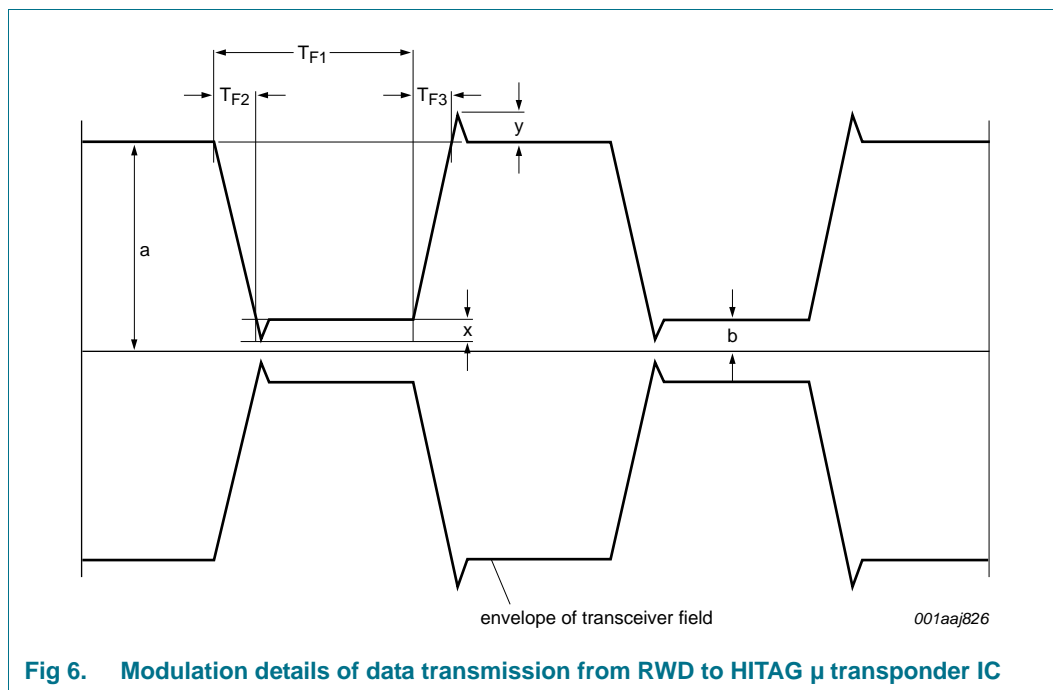 TF1
TF2
TF3
y
a
x
b
envelope of transceiver field
001aaj826
Fig 6. Modulation details of data transmission from RWD to HITAG µ transponder IC